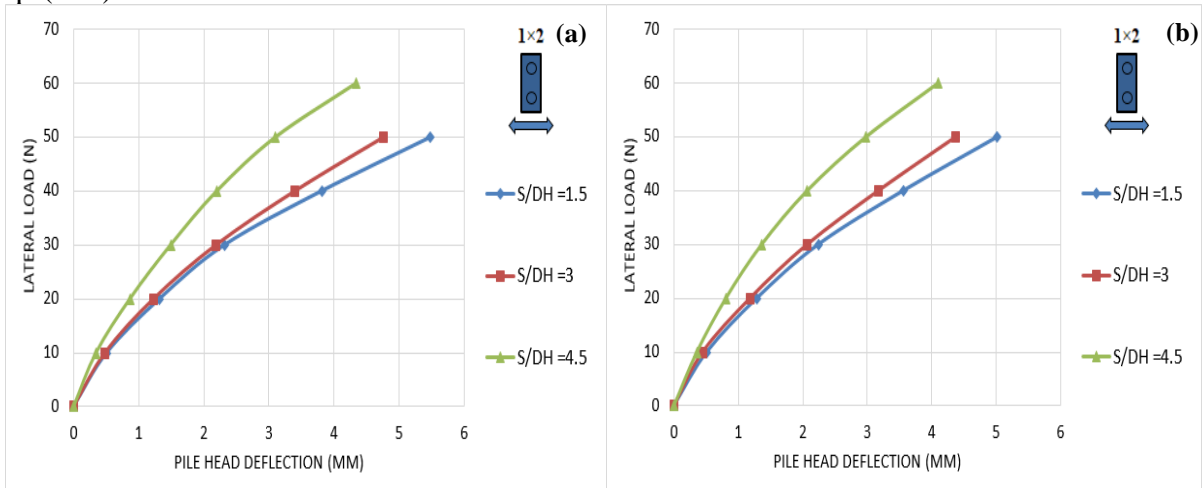 1×2 (a)
70
60
50
40
30
20
10
0
LATERAL LOAD (N)
0 1 2 3 4 5 6
PILE HEAD DEFLECTION (MM)
S/DH =1.5
S/DH =3
S/DH =4.5
1×2 (b)
70
60
50
40
30
20
10
0
LATERAL LOAD (N)
0 1 2 3 4 5 6
PILE HEAD DEFLECTION (MM)
S/DH =1.5
S/DH =3
S/DH =4.5